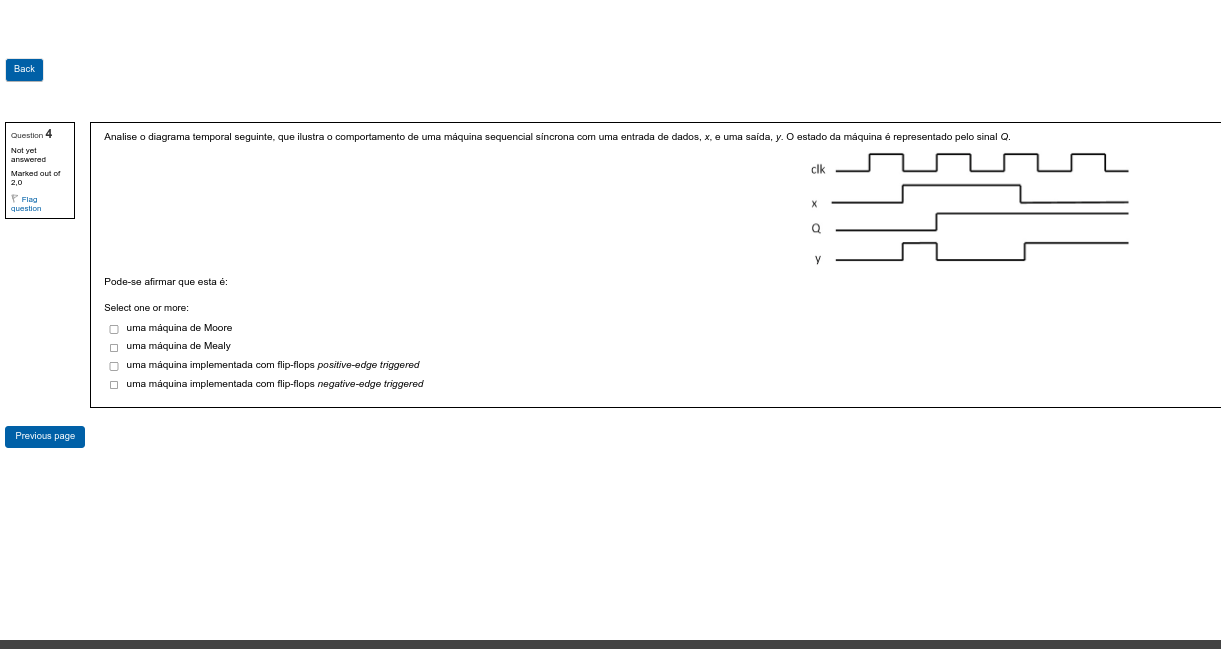 Back
Question 4
Not yet
answered
Marked out of
2,0
Flag
question
Analise o diagrama temporal seguinte, que ilustra o comportamento de uma máquina sequencial síncrona com uma entrada de dados, x, e uma saída, y. O estado da máquina é representado pelo sinal Q.
clk
x
Q
y
Pode-se afirmar que esta é:
Select one or more:
uma máquina de Moore
uma máquina de Mealy
uma máquina implementada com flip-flops positive-edge triggered
uma máquina implementada com flip-flops negative-edge triggered
Previous page